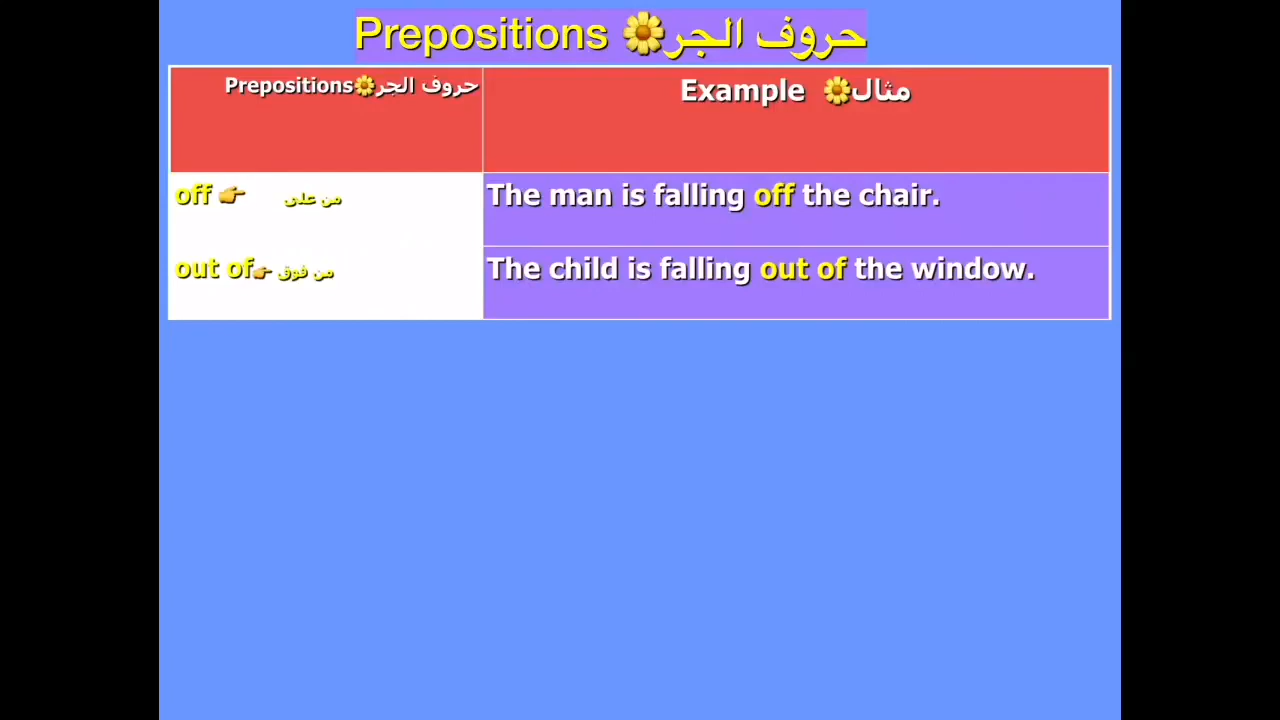 Prepositions 🌼حروف الجر
Prepositions🌼حروف الجر
Example 🌼مثال
off 👉 من على
The man is falling off the chair.
out of👉 من فوق
The child is falling out of the window.